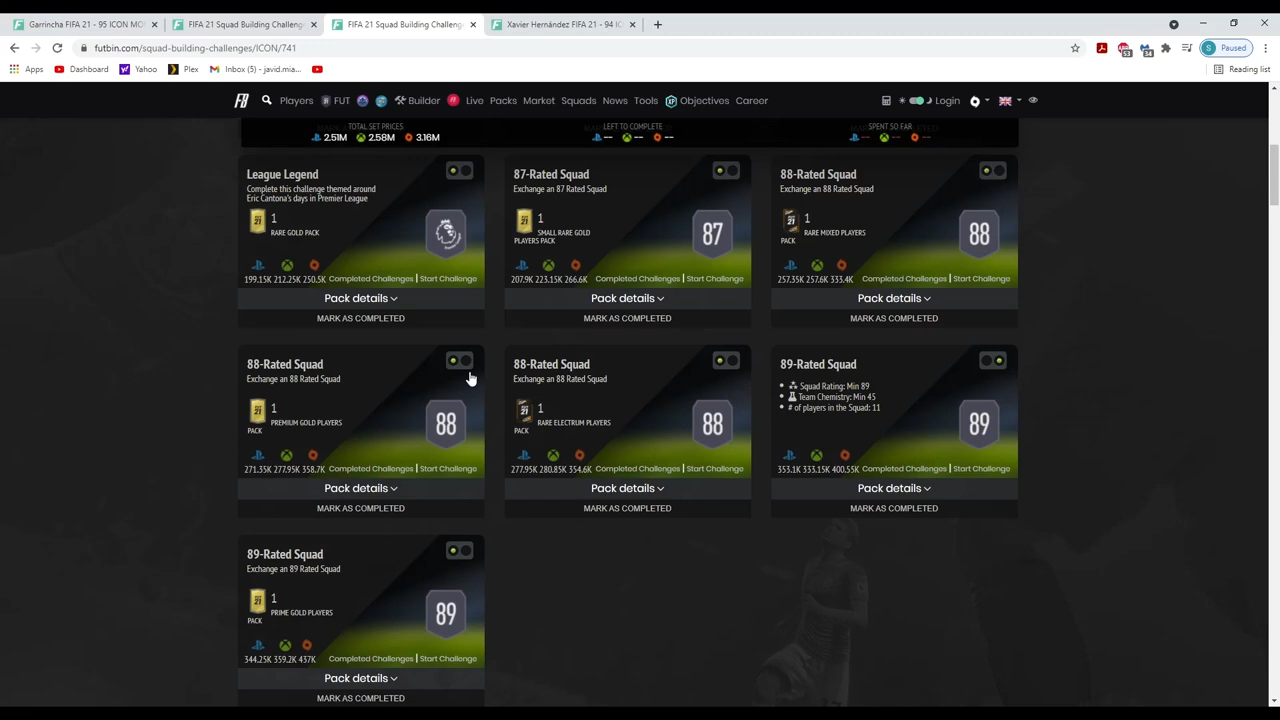 Garrincha FIFA 21 - 95 ICON MO
FIFA 21 Squad Building Challeng
FIFA 21 Squad Building Challeng
Xavier Hernández FIFA 21 - 94 IC
futbin.com/squad-building-challenges/ICON/741
53
34
S Paused
Apps Dashboard Yahoo Plex Inbox (5) - javid.mia... Reading list
Players FUT Builder Live Packs Market Squads News Tools Objectives Career Login
TOTAL SET PRICES LEFT TO COMPLETE SPENT SO FAR
2.51M 2.58M 3.16M -- -- -- -- -- --
League Legend
Complete this challenge themed around
Eric Cantona's days in Premier League
1
RARE GOLD PACK
199.15K 212.25K 250.5K Completed Challenges | Start Challenge
Pack details
MARK AS COMPLETED
87-Rated Squad
Exchange an 87 Rated Squad
1
SMALL RARE GOLD
PLAYERS PACK
87
207.9K 223.15K 266.6K Completed Challenges | Start Challenge
Pack details
MARK AS COMPLETED
88-Rated Squad
Exchange an 88 Rated Squad
1
RARE MIXED PLAYERS
PACK
88
257.35K 257.6K 333.4K Completed Challenges | Start Challenge
Pack details
MARK AS COMPLETED
88-Rated Squad
Exchange an 88 Rated Squad
1
PREMIUM GOLD PLAYERS
PACK
88
271.35K 277.95K 358.7K Completed Challenges | Start Challenge
Pack details
MARK AS COMPLETED
88-Rated Squad
Exchange an 88 Rated Squad
1
RARE ELECTRUM PLAYERS
PACK
88
277.95K 280.85K 354.6K Completed Challenges | Start Challenge
Pack details
MARK AS COMPLETED
89-Rated Squad
Squad Rating: Min 89
Team Chemistry: Min 45
# of players in the Squad: 11
89
353.1K 333.15K 400.55K Completed Challenges | Start Challenge
Pack details
MARK AS COMPLETED
89-Rated Squad
Exchange an 89 Rated Squad
1
PRIME GOLD PLAYERS
PACK
89
344.25K 359.2K 437K Completed Challenges | Start Challenge
Pack details
MARK AS COMPLETED